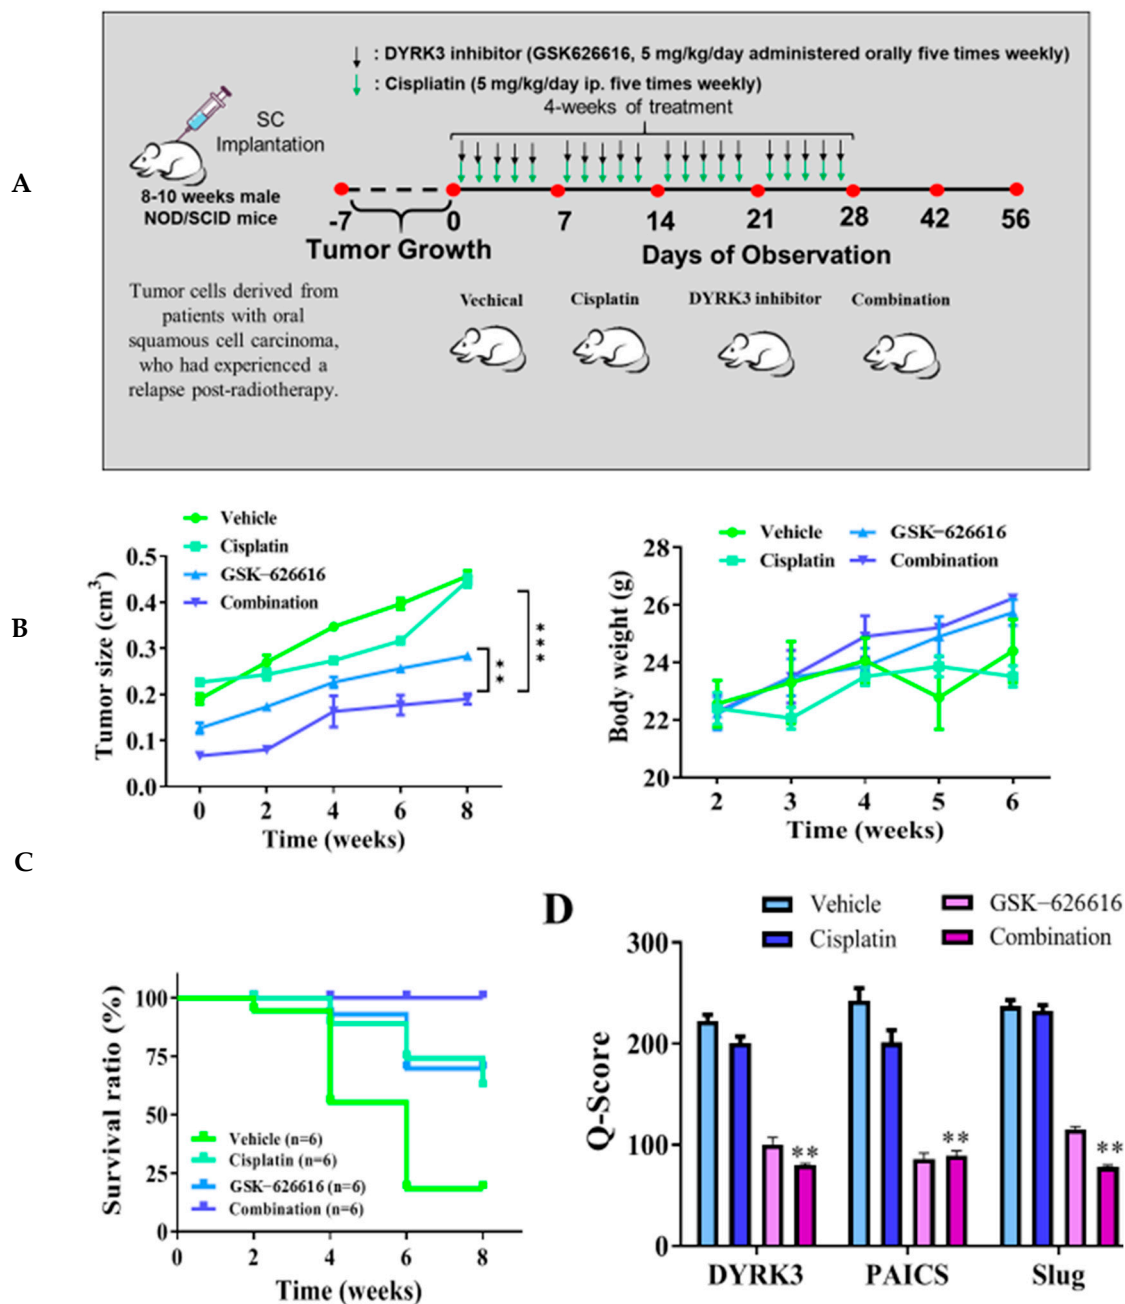 A
: DYRK3 inhibitor (GSK626616, 5 mg/kg/day administered orally five times weekly)
: Cispliatin (5 mg/kg/day ip. five times weekly)
4-weeks of treatment
SC
Implantation
8-10 weeks male
NOD/SCID mice
-7 0 7 14 21 28 42 56
Tumor Growth Days of Observation
Tumor cells derived from
patients with oral
squamous cell carcinoma,
who had experienced a
relapse post-radiotherapy.
Vechical Cisplatin DYRK3 inhibitor Combination
B
Vehicle
Cisplatin
GSK−626616
Combination
Tumor size (cm3)
0.5
0.4
0.3
0.2
0.1
0.0
0 2 4 6 8
Time (weeks)
**
***
Vehicle GSK−626616
Cisplatin Combination
Body weight (g)
28
26
24
22
20
2 3 4 5 6
Time (weeks)
C
Survival ratio (%)
100
75
50
25
0
Vehicle (n=6)
Cisplatin (n=6)
GSK−626616 (n=6)
Combination (n=6)
0 2 4 6 8
Time (weeks)
D
Vehicle GSK−626616
Cisplatin Combination
Q-Score
300
200
100
0
** ** **
DYRK3 PAICS Slug